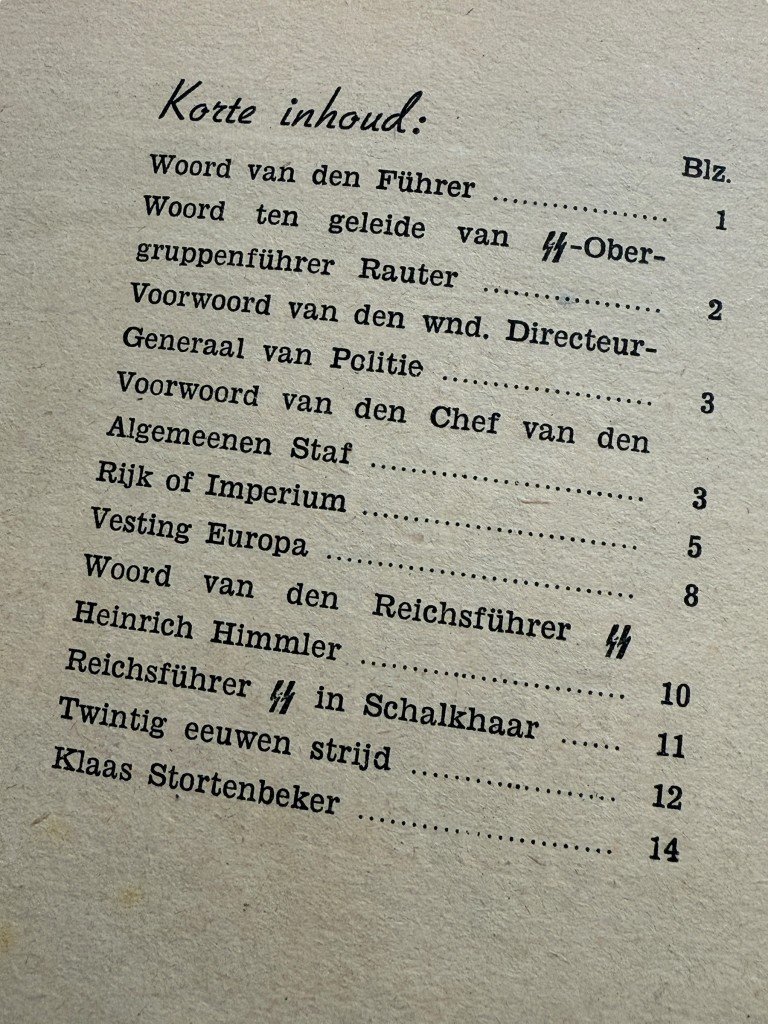 Korte inhoud:
Blz.
Woord van den Führer .................. 1
Woord ten geleide van ᛋᛋ-Ober-
gruppenführer Rauter .................. 2
Voorwoord van den wnd. Directeur-
Generaal van Politie ..................... 3
Voorwoord van den Chef van den
Algemeenen Staf ........................... 3
Rijk of Imperium ........................... 5
Vesting Europa .............................. 8
Woord van den Reichsführer ᛋᛋ
Heinrich Himmler ........................... 10
Reichsführer ᛋᛋ in Schalkhaar ...... 11
Twintig eeuwen strijd ..................... 12
Klaas Stortenbeker ........................... 14